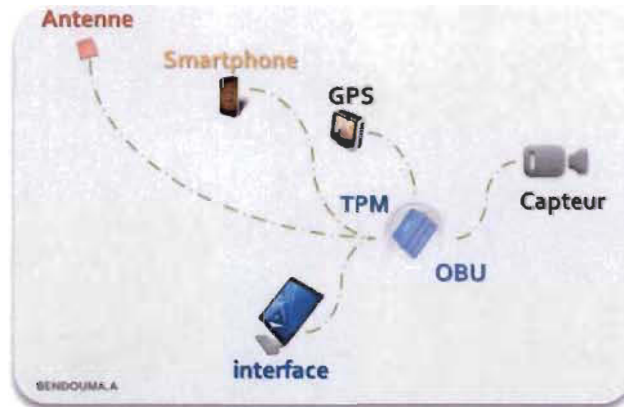 Antenne
Smartphone
GPS
TPM
Capteur
OBU
interface
BENDOUMA.A